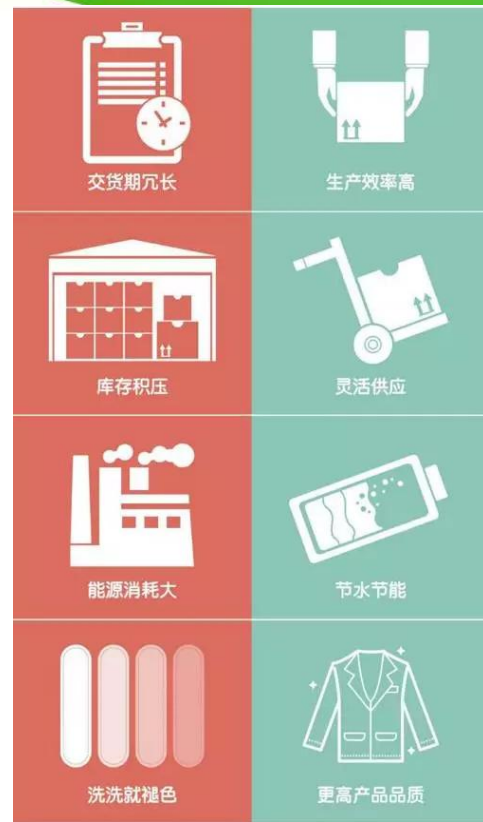 交货期冗长
生产效率高
库存积压
灵活供应
能源消耗大
节水节能
洗洗就褪色
更高产品品质